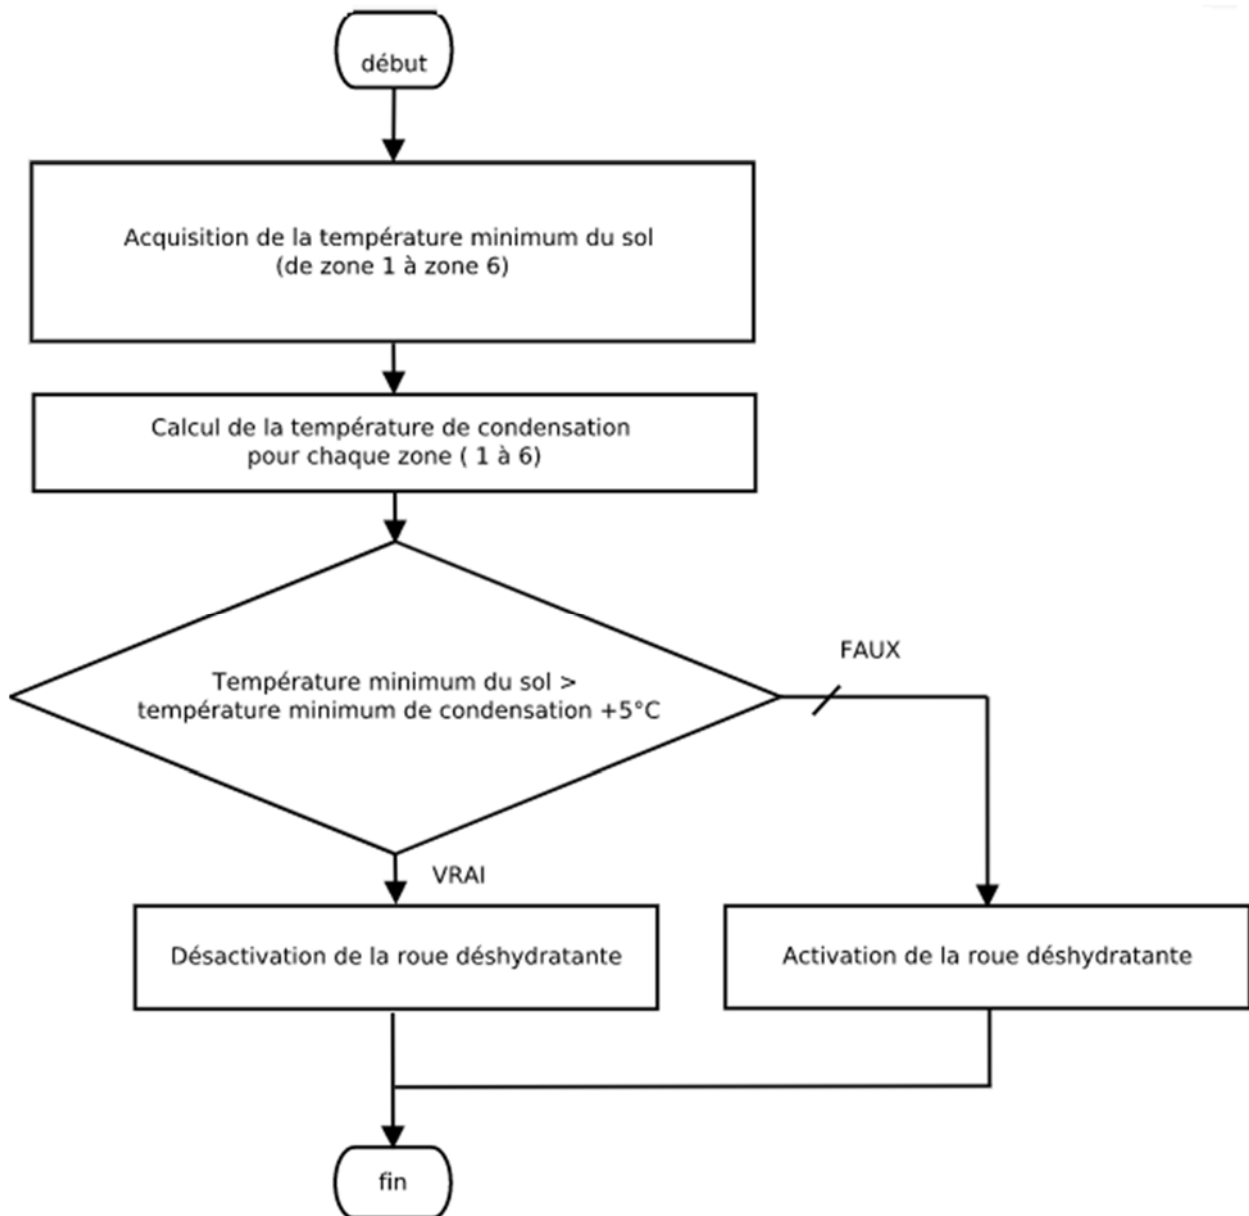 début
Acquisition de la température minimum du sol
(de zone 1 à zone 6)
Calcul de la température de condensation
pour chaque zone ( 1 à 6)
Température minimum du sol >
température minimum de condensation +5°C
FAUX
VRAI
Désactivation de la roue déshydratante
Activation de la roue déshydratante
fin